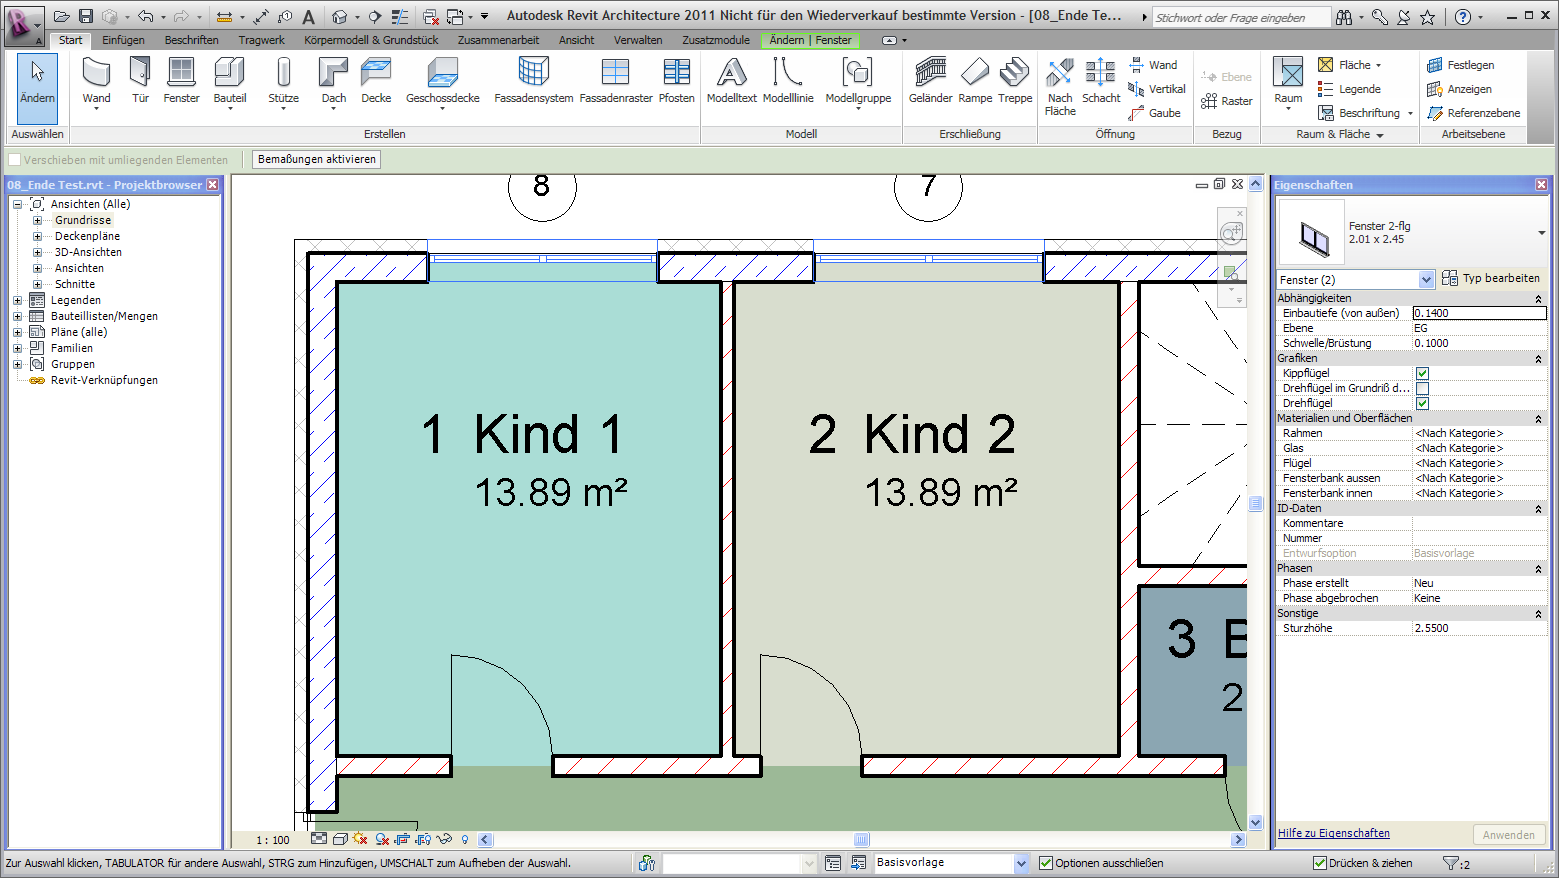 Autodesk Revit Architecture 2011 Nicht für den Wiederverkauf bestimmte Version - [08_Ende Te...
Stichwort oder Frage eingeben
Start Einfügen Beschriften Tragwerk Körpermodell & Grundstück Zusammenarbeit Ansicht Verwalten Zusatzmodule Ändern | Fenster
Ändern
Wand
Tür
Fenster
Bauteil
Stütze
Dach
Decke
Geschossdecke
Fassadensystem
Fassadenraster
Pfosten
Modelltext
Modelllinie
Modellgruppe
Geländer
Rampe
Treppe
Nach
Fläche
Schacht
Wand
Vertikal
Gaube
Ebene
Raster
Raum
Fläche
Legende
Beschriftung
Festlegen
Anzeigen
Referenzebene
Auswählen
Erstellen
Modell
Erschließung
Öffnung
Bezug
Raum & Fläche
Arbeitsebene
Verschieben mit umliegenden Elementen
Bemaßungen aktivieren
08_Ende Test.rvt - Projektbrowser
Ansichten (Alle)
Grundrisse
Deckenpläne
3D-Ansichten
Ansichten
Schnitte
Legenden
Bauteillisten/Mengen
Pläne (alle)
Familien
Gruppen
Revit-Verknüpfungen
8
7
1 Kind 1
13.89 m²
2 Kind 2
13.89 m²
3 B
2
1 : 100
Eigenschaften
Fenster 2-flg
2.01 x 2.45
Fenster (2)
Typ bearbeiten
Abhängigkeiten
Einbautiefe (von außen) 0.1400
Ebene EG
Schwelle/Brüstung 0.1000
Grafiken
Kippflügel
Drehflügel im Grundriß d...
Drehflügel
Materialien und Oberflächen
Rahmen <Nach Kategorie>
Glas <Nach Kategorie>
Flügel <Nach Kategorie>
Fensterbank aussen <Nach Kategorie>
Fensterbank innen <Nach Kategorie>
ID-Daten
Kommentare
Nummer
Entwurfsoption Basisvorlage
Phasen
Phase erstellt Neu
Phase abgebrochen Keine
Sonstige
Sturzhöhe 2.5500
Hilfe zu Eigenschaften
Anwenden
Zur Auswahl klicken, TABULATOR für andere Auswahl, STRG zum Hinzufügen, UMSCHALT zum Aufheben der Auswahl.
Basisvorlage
Optionen ausschließen
Drücken & ziehen
:2